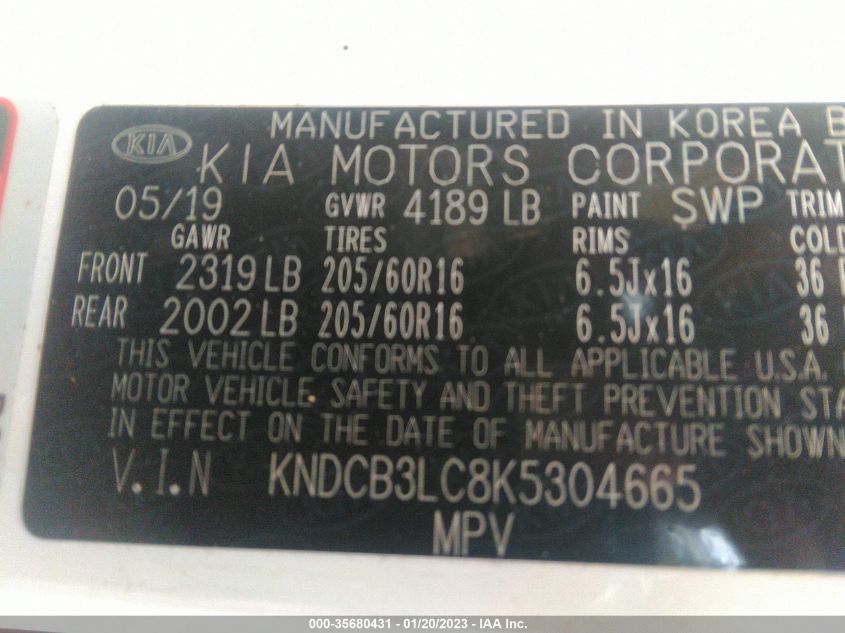 MANUFACTURED IN KOREA B
KIA KIA MOTORS CORPORAT
05/19 GVWR 4189 LB PAINT SWP TRIM
GAWR TIRES RIMS COLD
FRONT 2319 LB 205/60R16 6.5Jx16 36
REAR 2002 LB 205/60R16 6.5Jx16 36
THIS VEHICLE CONFORMS TO ALL APPLICABLE U.S.A.
MOTOR VEHICLE SAFETY AND THEFT PREVENTION STA
IN EFFECT ON THE DATE OF MANUFACTURE SHOWN
V.I.N KNDCB3LC8K5304665
MPV
000-35680431 - 01/20/2023 - IAA Inc.